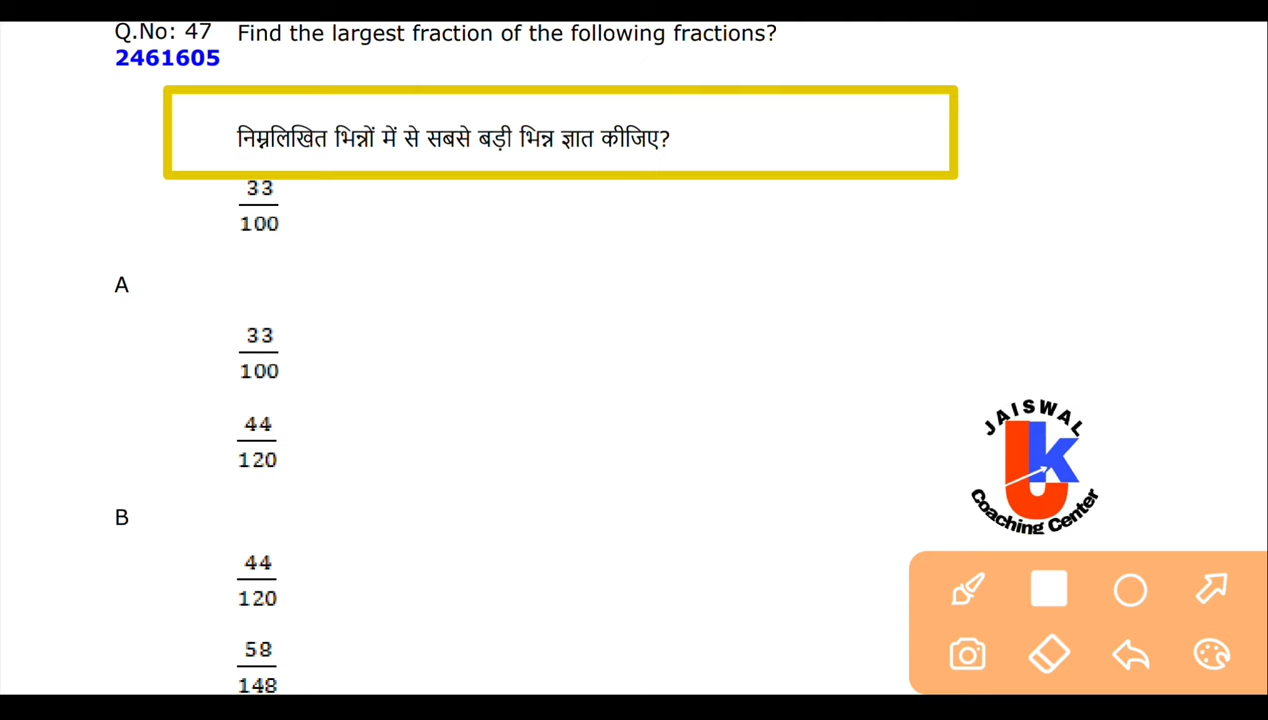 Q.No: 47 Find the largest fraction of the following fractions?
2461605
निम्नलिखित भिन्नों में से सबसे बड़ी भिन्न ज्ञात कीजिए?
33
100
A
33
100
44
120
B
44
120
58
148
JAISWAL
Jk
Coaching Center